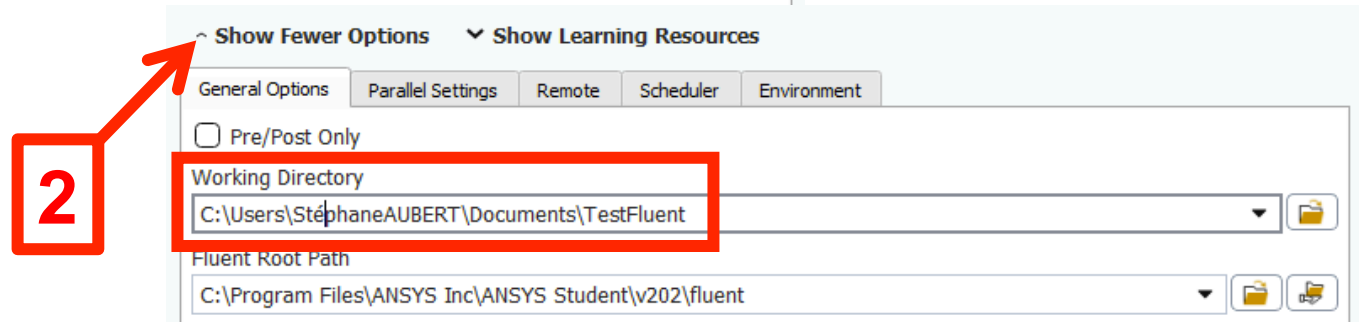 Show Fewer Options Show Learning Resources
General Options Parallel Settings Remote Scheduler Environment
Pre/Post Only
2
Working Directory
C:\Users\StéphaneAUBERT\Documents\TestFluent
Fluent Root Path
C:\Program Files\ANSYS Inc\ANSYS Student\v202\fluent